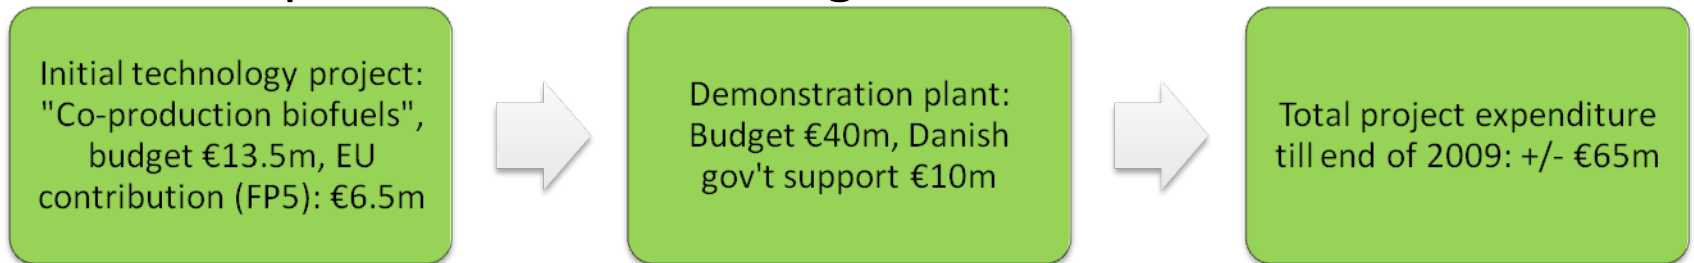 Initial technology project:
"Co-production biofuels",
budget €13.5m, EU
contribution (FP5): €6.5m
Demonstration plant:
Budget €40m, Danish
gov't support €10m
Total project expenditure
till end of 2009: +/- €65m